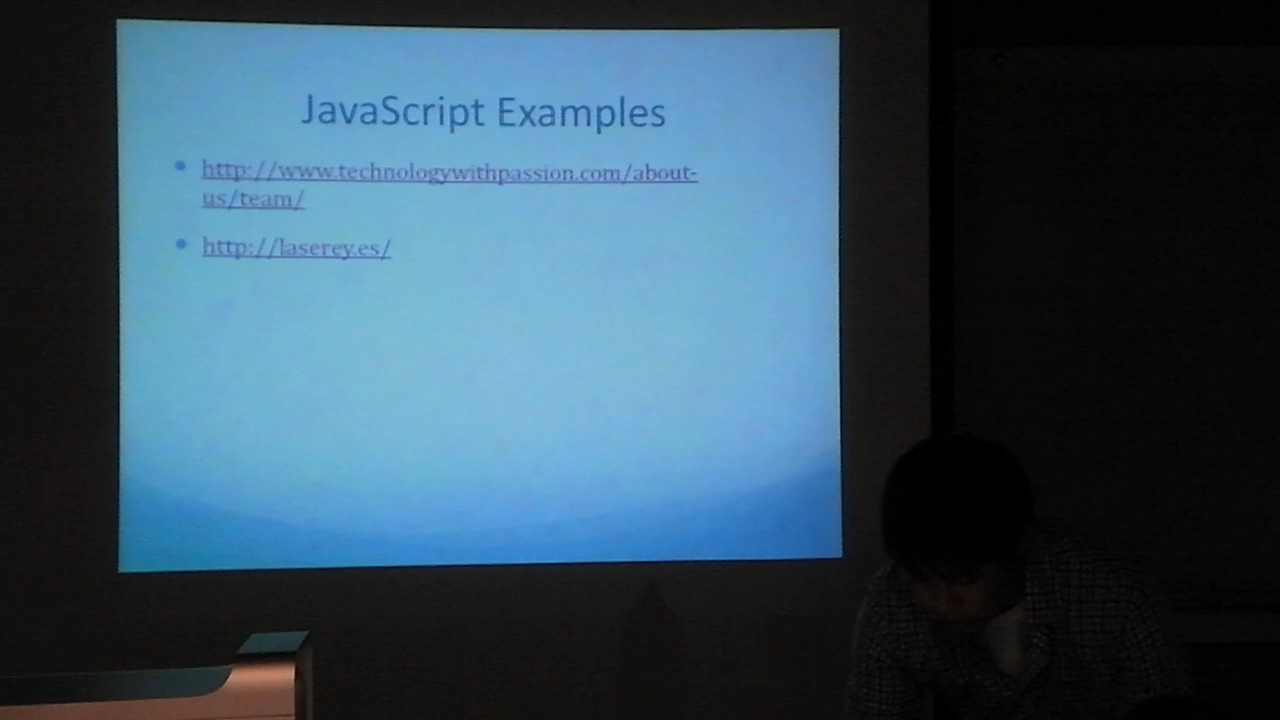 JavaScript Examples
http://www.technologywithpassion.com/about-
us/team/
http://laserey.es/